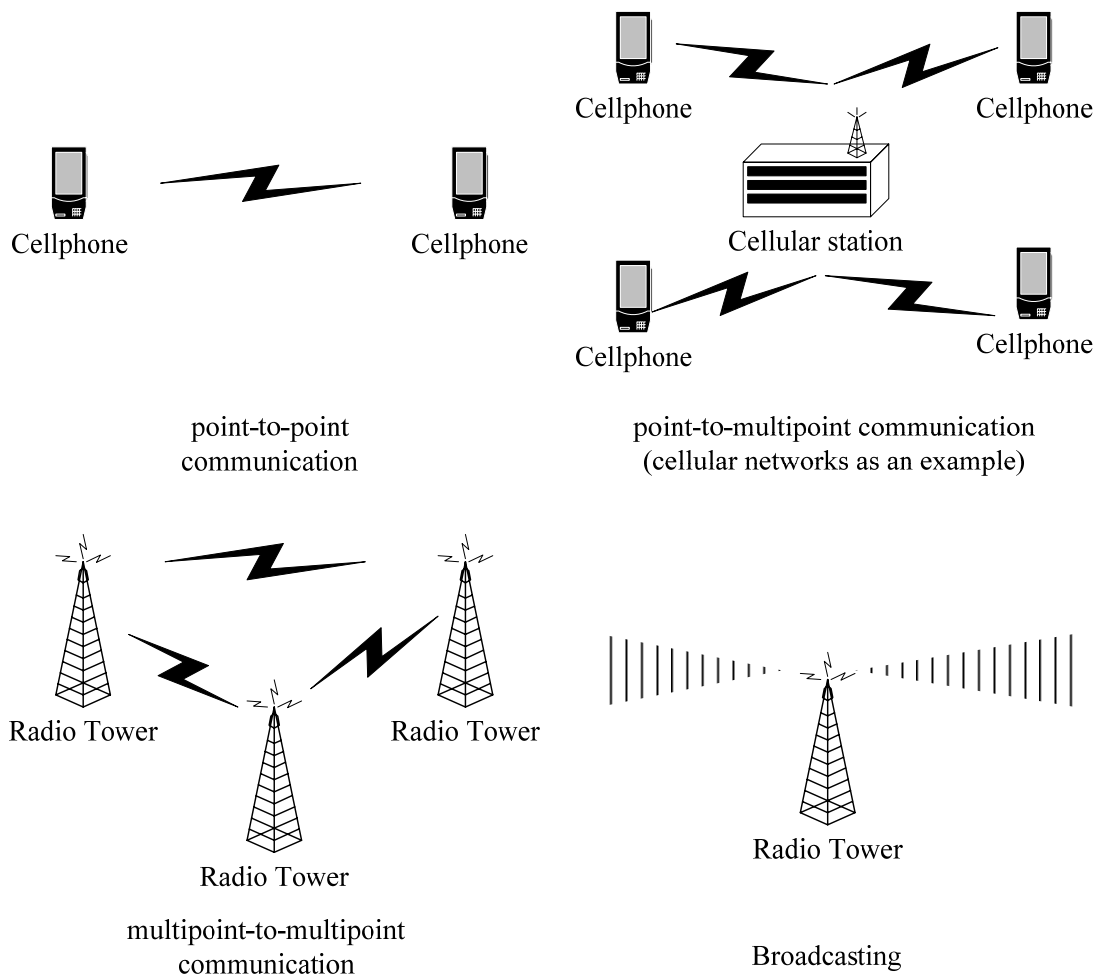 Cellphone
Cellphone
point-to-point
communication
Cellphone
Cellphone
Cellular station
Cellphone
Cellphone
point-to-multipoint communication
(cellular networks as an example)
Radio Tower
Radio Tower
Radio Tower
multipoint-to-multipoint
communication
Radio Tower
Broadcasting